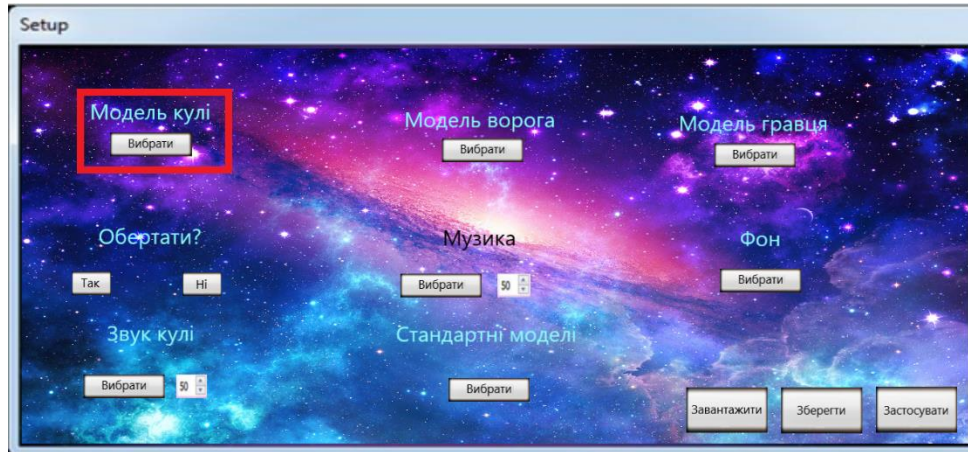 Setup
Модель кулі
Вибрати
Модель ворога
Вибрати
Модель гравця
Вибрати
Обертати?
Так
Ні
Музика
Вибрати
50
Фон
Вибрати
Звук кулі
Вибрати
50
Стандартні моделі
Вибрати
Завантажити
Зберегти
Застосувати